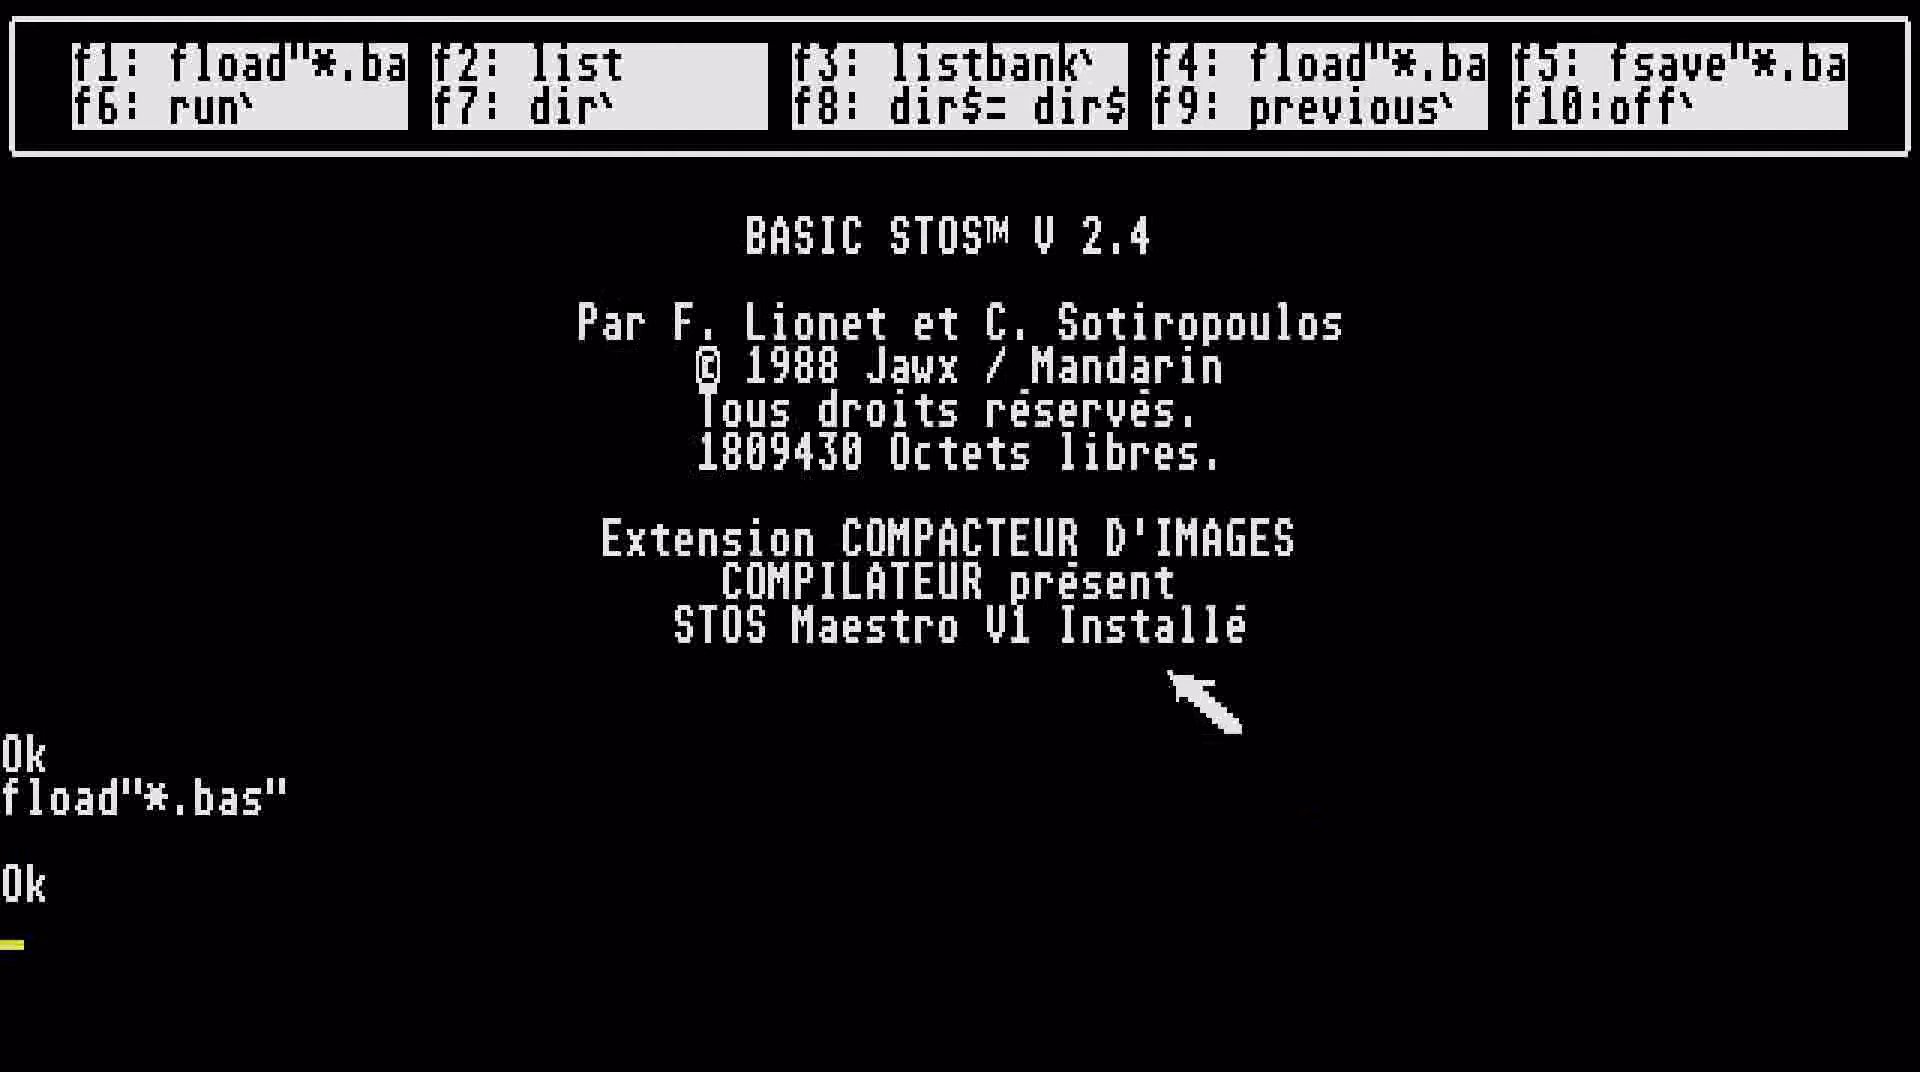 f1: fload"*.ba f2: list f3: listbank` f4: fload"*.ba f5: fsave"*.ba
f6: run` f7: dir` f8: dir$= dir$ f9: previous` f10:off`
BASIC STOS™ V 2.4
Par F. Lionet et C. Sotiropoulos
© 1988 Jawx / Mandarin
Tous droits réservés.
1809430 Octets libres.
Extension COMPACTEUR D'IMAGES
COMPILATEUR présent
STOS Maestro V1 Installé
Ok
fload"*.bas"
Ok